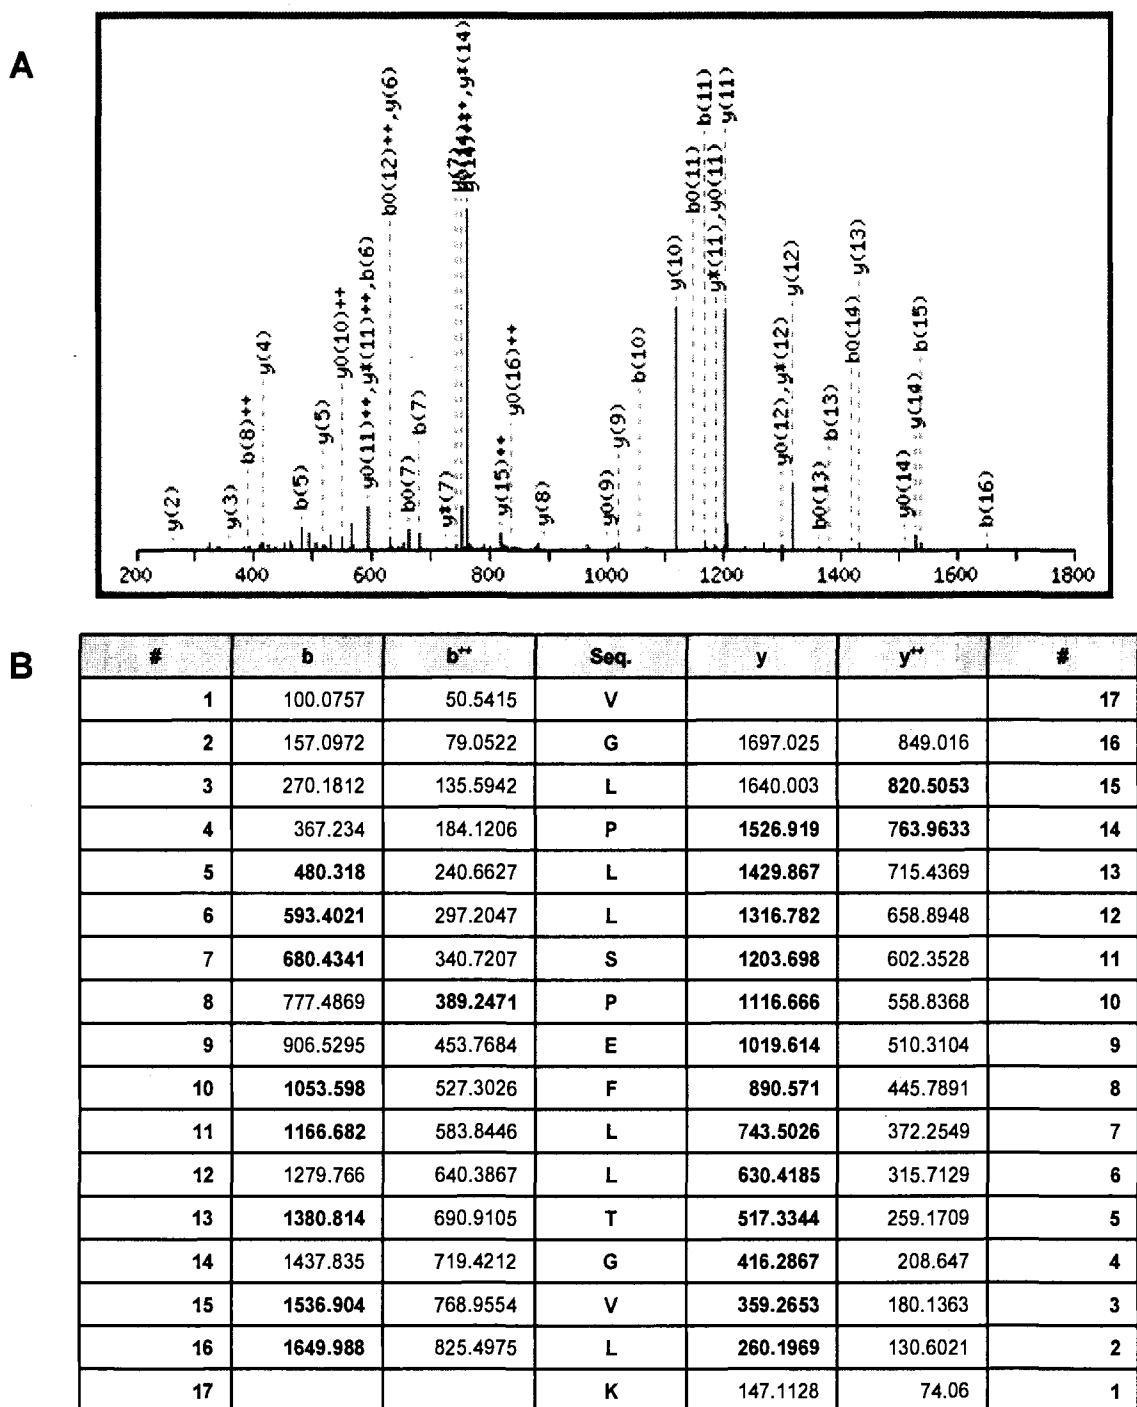 A
y(2)
y(3)
b(8)++
y(4)
b(5)
y(5)
y0(10)++
y0(11)++,y*(11)++,b(6)
b0(12)++,y(6)
b0(7)
b(7)
y*(7)
y(15)++
y0(16)++
y(8)
y0(9)
y(9)
b(10)
y(10)
b0(11)
b(11)
y*(11),y0(11)
y(11)
y0(12),y*(12)
y(12)
b0(13)
b(13)
b0(14)
y(13)
y0(14)
y(14)
b(15)
b(16)
200 400 600 800 1000 1200 1400 1600 1800
B
# b b++ Seq. y y++ #
1 100.0757 50.5415 V 17
2 157.0972 79.0522 G 1697.025 849.016 16
3 270.1812 135.5942 L 1640.003 820.5053 15
4 367.234 184.1206 P 1526.919 763.9633 14
5 480.318 240.6627 L 1429.867 715.4369 13
6 593.4021 297.2047 L 1316.782 658.8948 12
7 680.4341 340.7207 S 1203.698 602.3528 11
8 777.4869 389.2471 P 1116.666 558.8368 10
9 906.5295 453.7684 E 1019.614 510.3104 9
10 1053.598 527.3026 F 890.571 445.7891 8
11 1166.682 583.8446 L 743.5026 372.2549 7
12 1279.766 640.3867 L 630.4185 315.7129 6
13 1380.814 690.9105 T 517.3344 259.1709 5
14 1437.835 719.4212 G 416.2867 208.647 4
15 1536.904 768.9554 V 359.2653 180.1363 3
16 1649.988 825.4975 L 260.1969 130.6021 2
17 K 147.1128 74.06 1